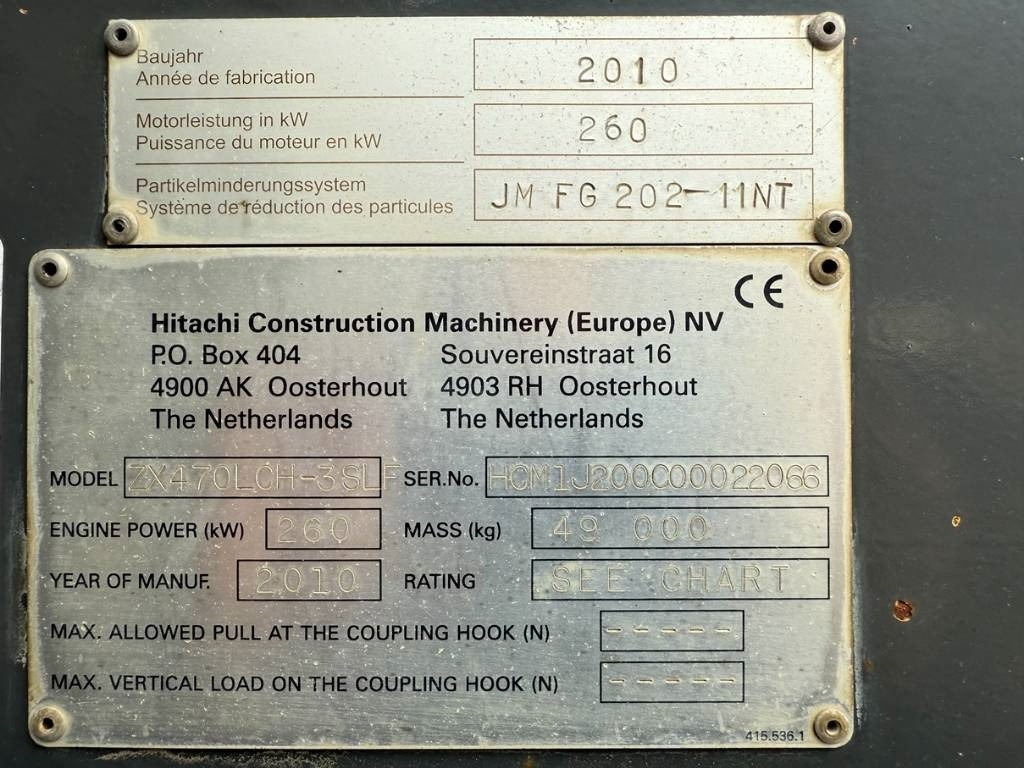 Baujahr
Année de fabrication 2010
Motorleistung in kW
Puissance du moteur en kW 260
Partikelminderungssystem
Système de réduction des particules JM FG 202-11NT
CE
Hitachi Construction Machinery (Europe) NV
P.O. Box 404 Souvereinstraat 16
4900 AK Oosterhout 4903 RH Oosterhout
The Netherlands The Netherlands
MODEL ZX470LCH-3SLF SER.No. HCM1J200C00022066
ENGINE POWER (kW) 260 MASS (kg) 49 000
YEAR OF MANUF. 2010 RATING SEE CHART
MAX. ALLOWED PULL AT THE COUPLING HOOK (N) -----
MAX. VERTICAL LOAD ON THE COUPLING HOOK (N) -----
415.536.1